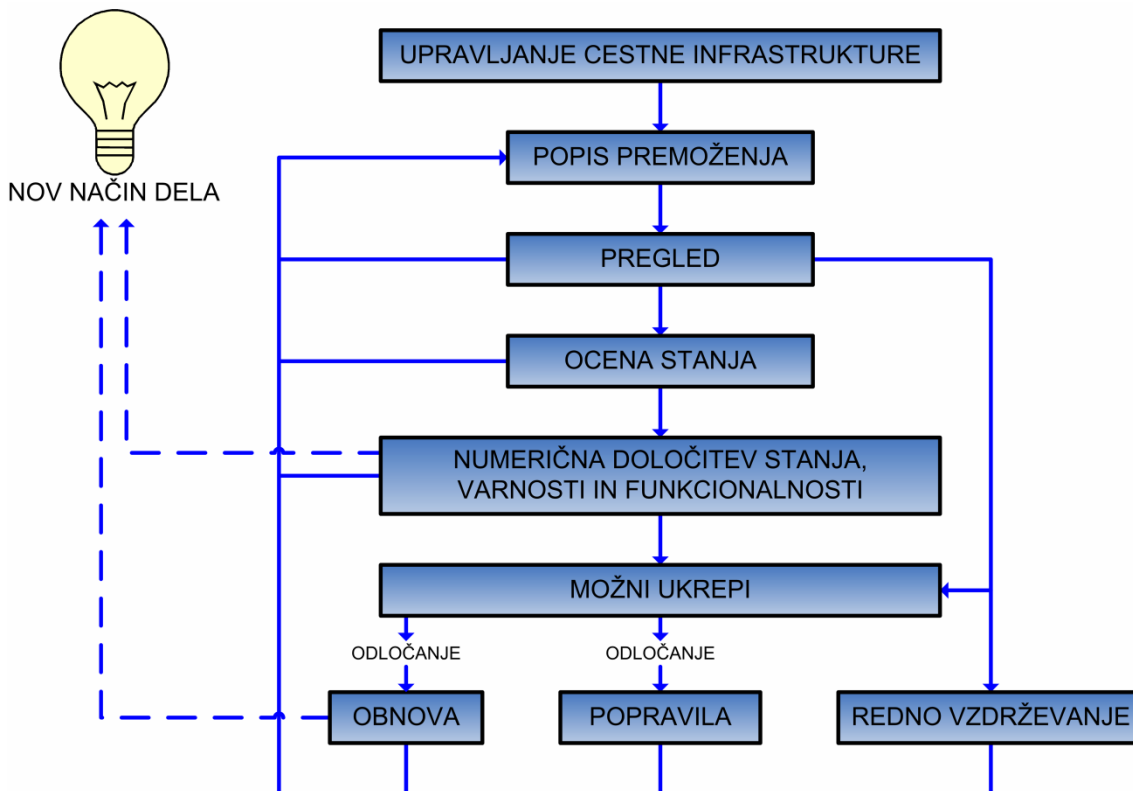 UPRAVLJANJE CESTNE INFRASTRUKTURE
POPIS PREMOŽENJA
NOV NAČIN DELA
PREGLED
OCENA STANJA
NUMERIČNA DOLOČITEV STANJA,
VARNOSTI IN FUNKCIONALNOSTI
MOŽNI UKREPI
ODLOČANJE
ODLOČANJE
OBNOVA
POPRAVILA
REDNO VZDRŽEVANJE